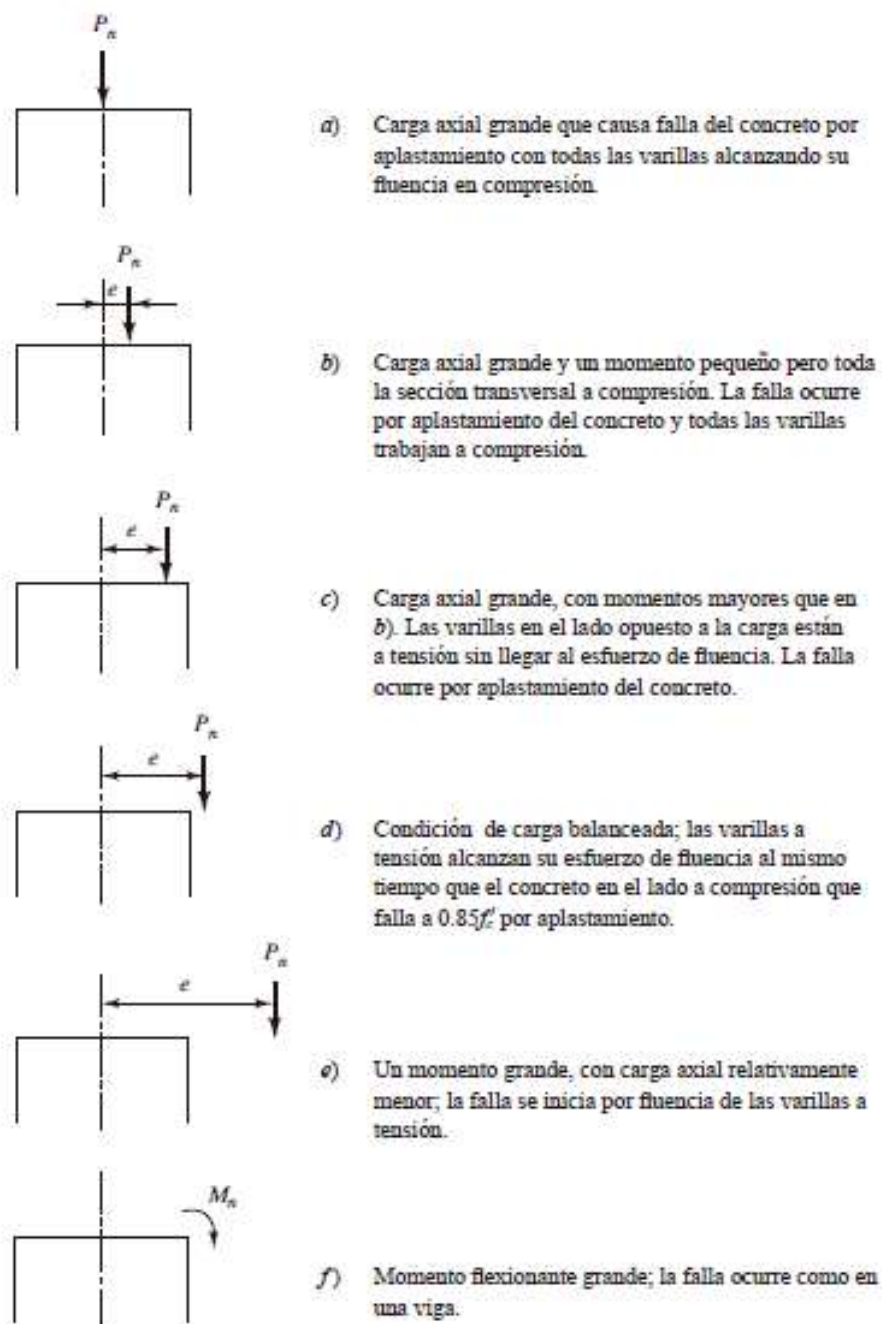 Pn
a) Carga axial grande que causa falla del concreto por
aplastamiento con todas las varillas alcanzando su
fluencia en compresión.
Pn
e
b) Carga axial grande y un momento pequeño pero toda
la sección transversal a compresión. La falla ocurre
por aplastamiento del concreto y todas las varillas
trabajan a compresión.
Pn
e
c) Carga axial grande, con momentos mayores que en
b). Las varillas en el lado opuesto a la carga están
a tensión sin llegar al esfuerzo de fluencia. La falla
ocurre por aplastamiento del concreto.
Pn
e
d) Condición de carga balanceada; las varillas a
tensión alcanzan su esfuerzo de fluencia al mismo
tiempo que el concreto en el lado a compresión que
falla a 0.85f'c por aplastamiento.
Pn
e
e) Un momento grande, con carga axial relativamente
menor; la falla se inicia por fluencia de las varillas a
tensión.
Mn
f) Momento flexionante grande; la falla ocurre como en
una viga.